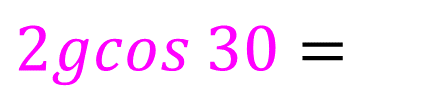 2gcos 30 =